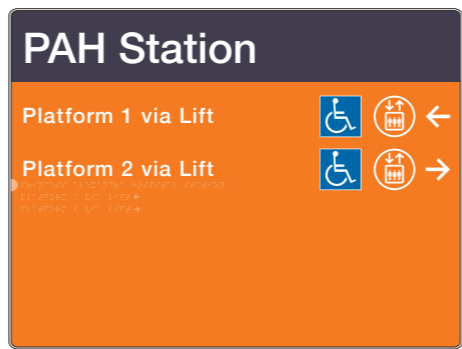 PAH Station
Platform 1 via Lift ←
Platform 2 via Lift →